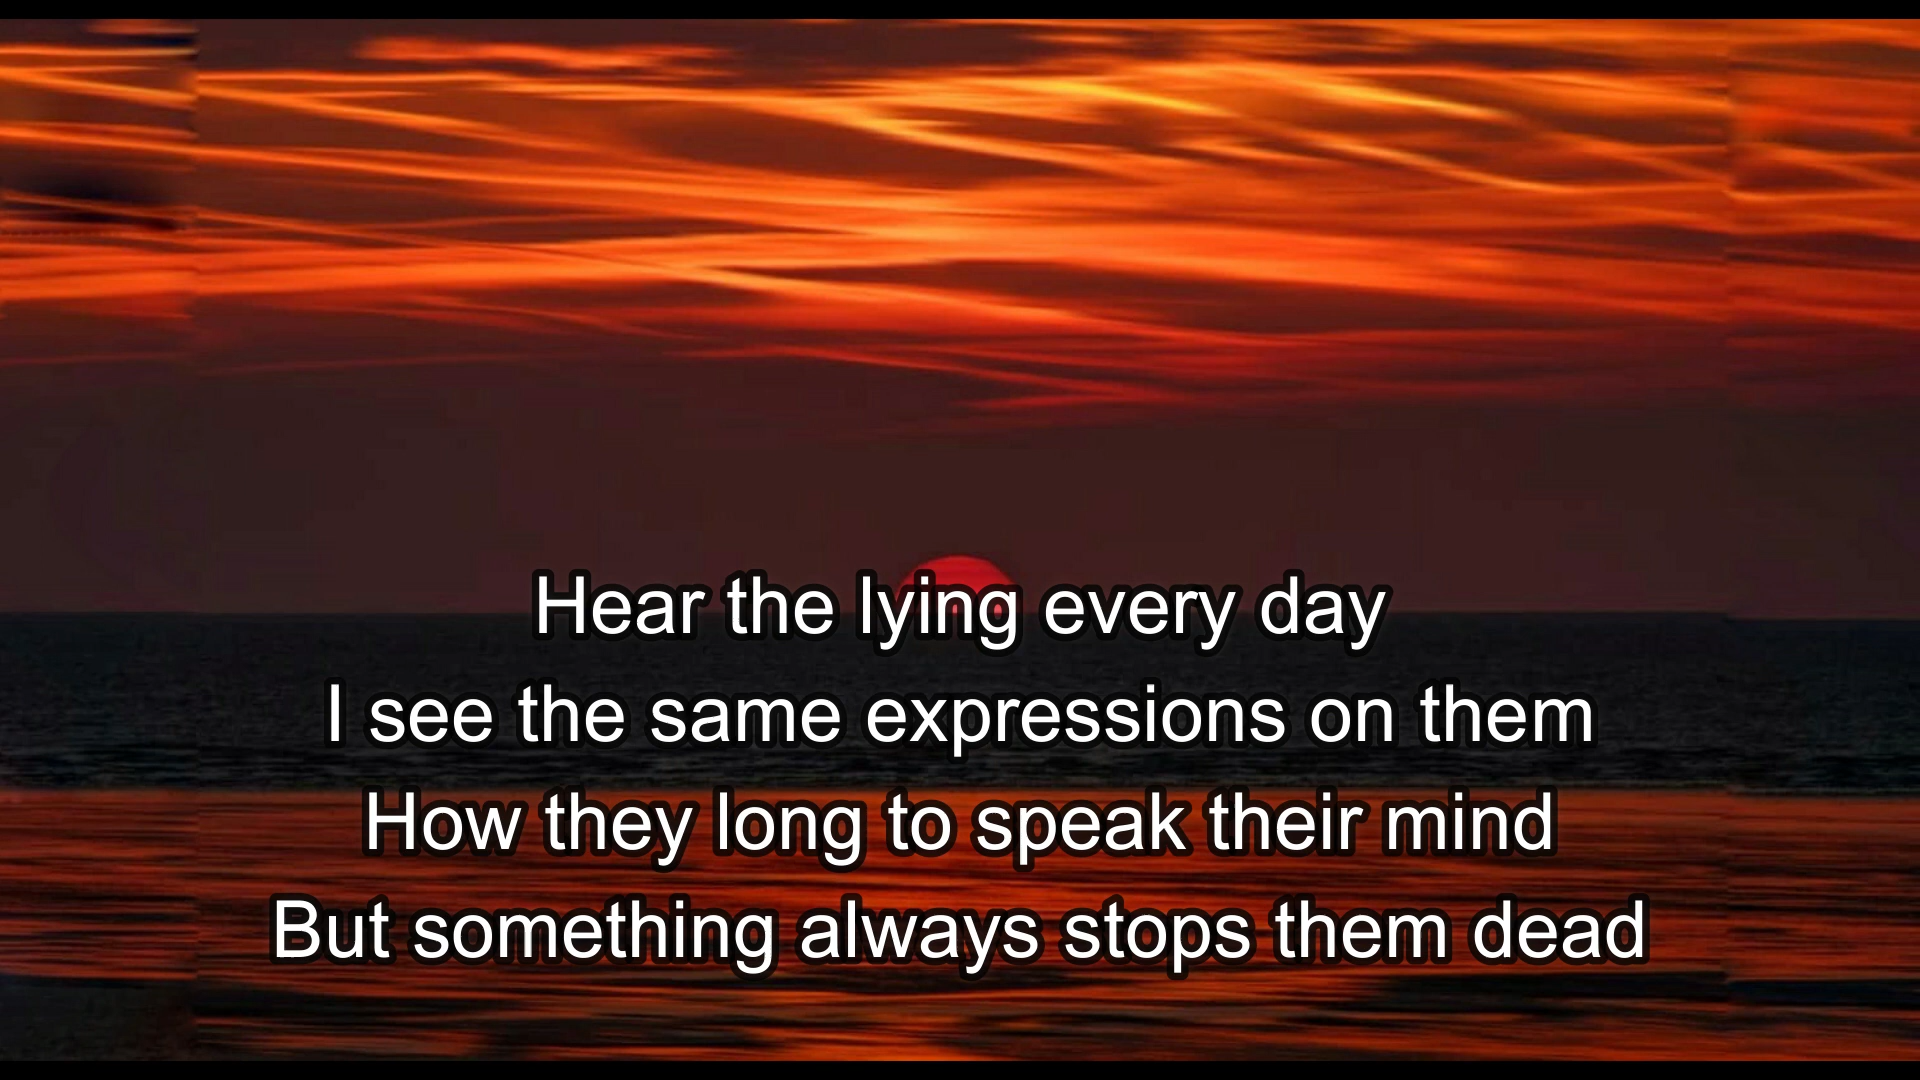 Hear the lying every day
I see the same expressions on them
How they long to speak their mind
But something always stops them dead